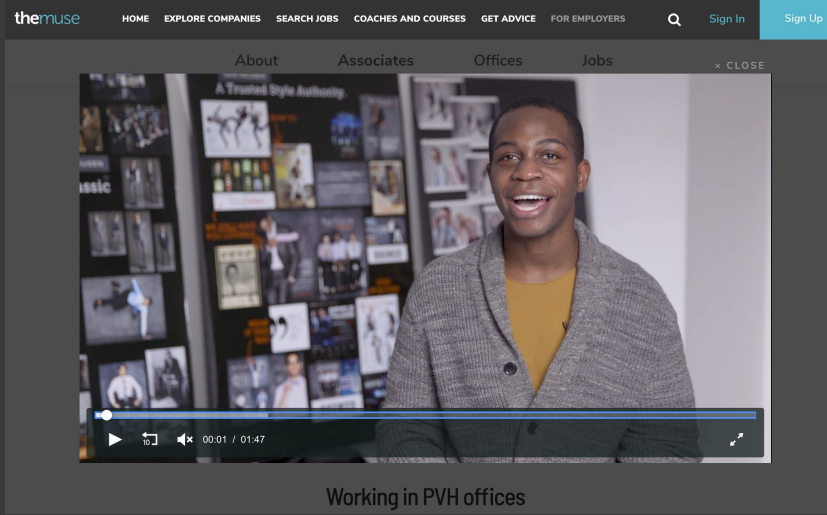 themuse HOME EXPLORE COMPANIES SEARCH JOBS COACHES AND COURSES GET ADVICE FOR EMPLOYERS Sign In Sign Up
About Associates Offices Jobs × CLOSE
A Trusted Style Authority.
assic
10 00:01 / 01:47
Working in PVH offices